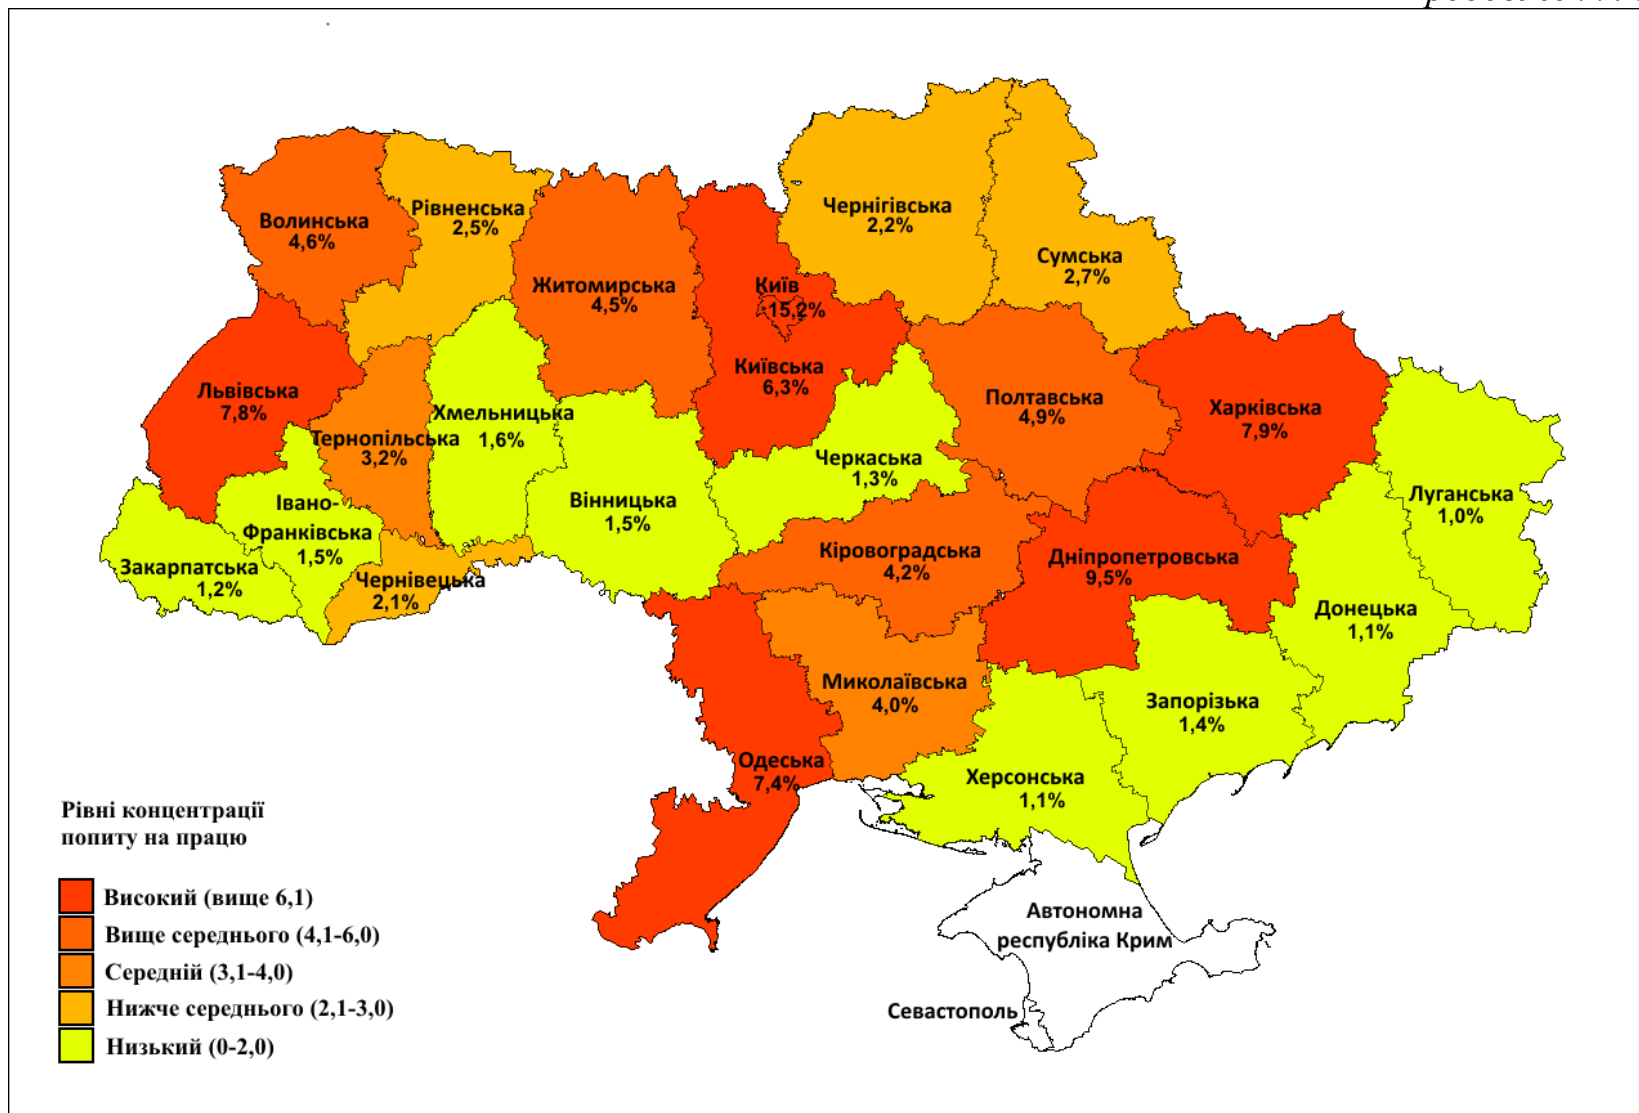 Волинська
4,6%
Рівненська
2,5%
Житомирська
4,5%
Київ
15,2%
Київська
6,3%
Чернігівська
2,2%
Сумська
2,7%
Львівська
7,8%
Тернопільська
3,2%
Хмельницька
1,6%
Вінницька
1,5%
Черкаська
1,3%
Полтавська
4,9%
Харківська
7,9%
Луганська
1,0%
Івано-
Франківська
1,5%
Закарпатська
1,2%
Чернівецька
2,1%
Кіровоградська
4,2%
Дніпропетровська
9,5%
Донецька
1,1%
Миколаївська
4,0%
Запорізька
1,4%
Одеська
7,4%
Херсонська
1,1%
Автономна
республіка Крим
Севастополь
Рівні концентрації
попиту на працю
Високий (вище 6,1)
Вище середнього (4,1-6,0)
Середній (3,1-4,0)
Нижче середнього (2,1-3,0)
Низький (0-2,0)